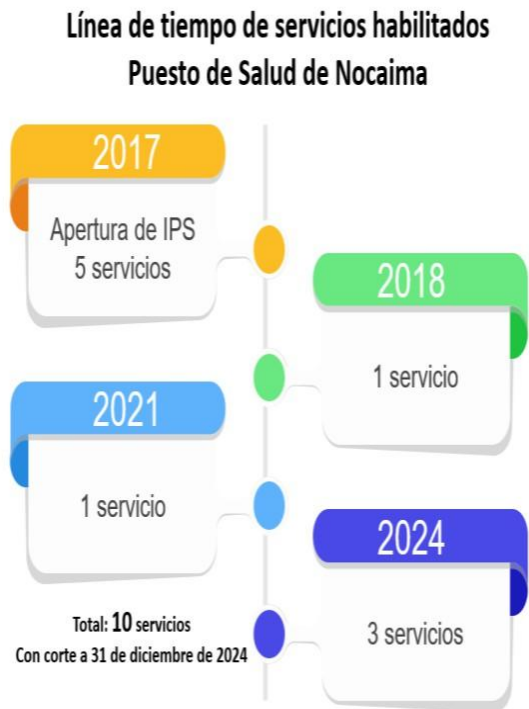 Línea de tiempo de servicios habilitados
Puesto de Salud de Nocaima
2017
Apertura de IPS
5 servicios
2018
1 servicio
2021
1 servicio
2024
3 servicios
Total: 10 servicios
Con corte a 31 de diciembre de 2024